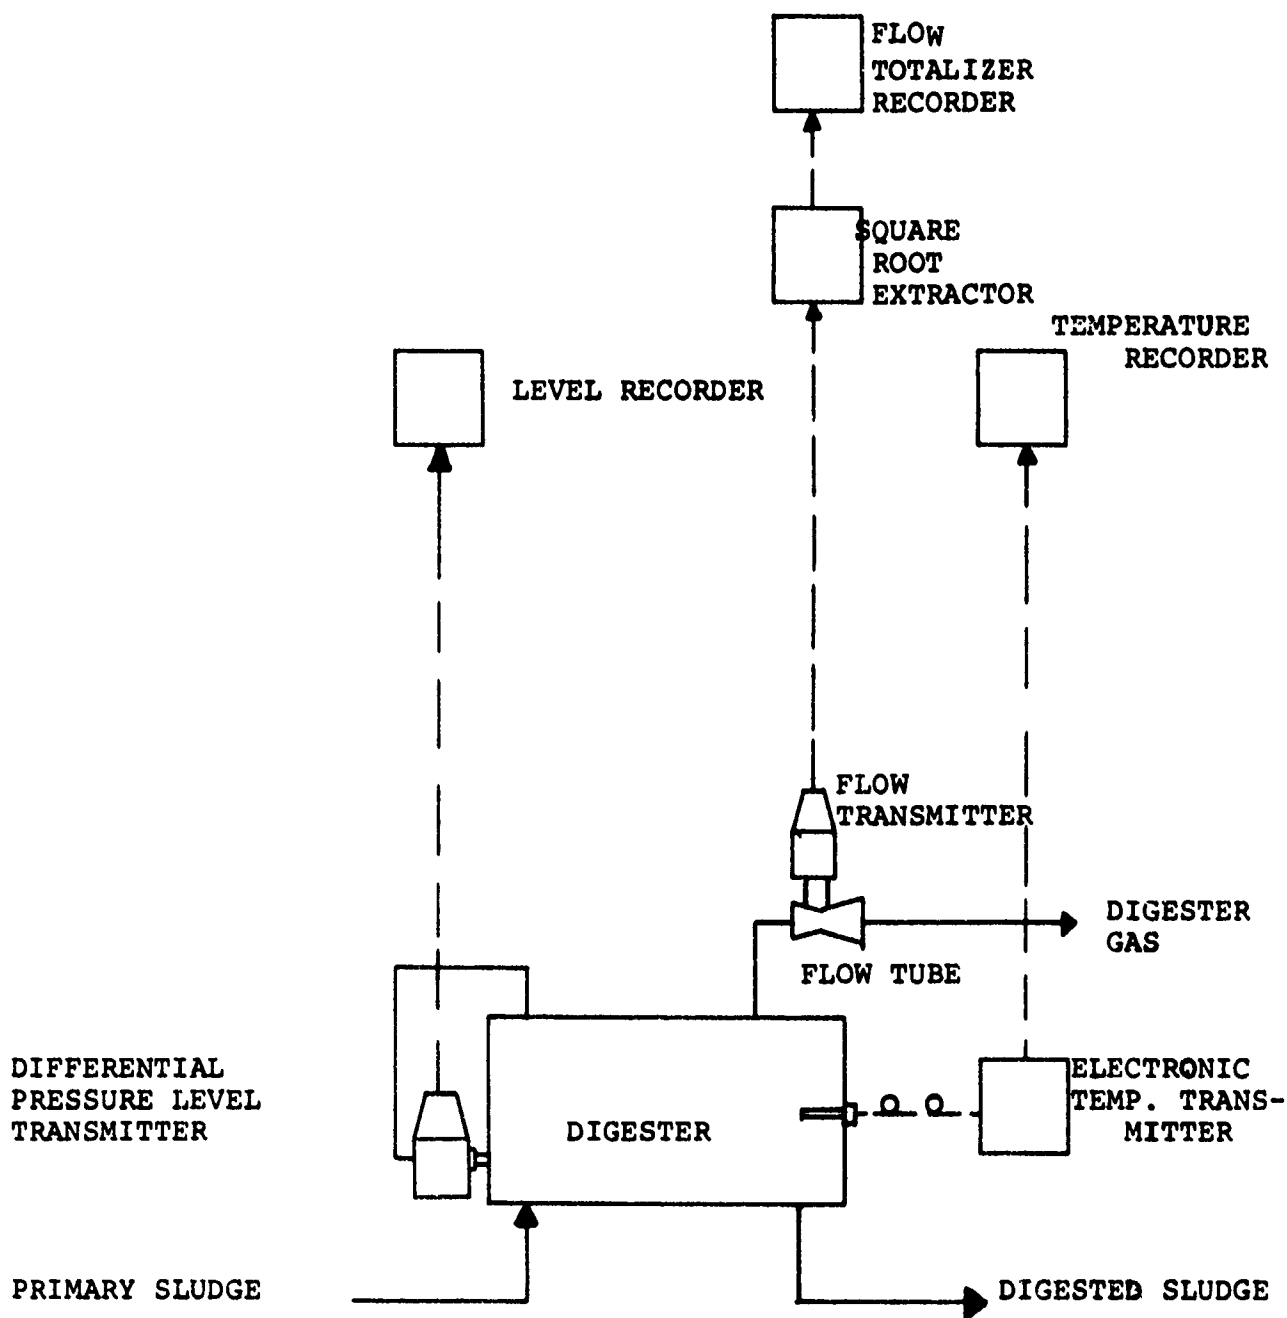 FLOW
TOTALIZER
RECORDER
SQUARE
ROOT
EXTRACTOR
TEMPERATURE
RECORDER
LEVEL RECORDER
FLOW
TRANSMITTER
DIGESTER
GAS
FLOW TUBE
DIFFERENTIAL
PRESSURE LEVEL
TRANSMITTER
DIGESTER
ELECTRONIC
TEMP. TRANS-
MITTER
PRIMARY SLUDGE
DIGESTED SLUDGE